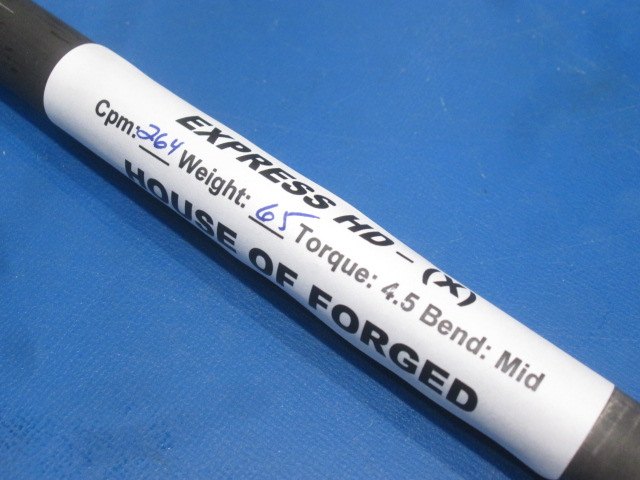 EXPRESS HD - (X)
Cpm: 264 Weight: 65 Torque: 4.5 Bend: Mid
HOUSE OF FORGED